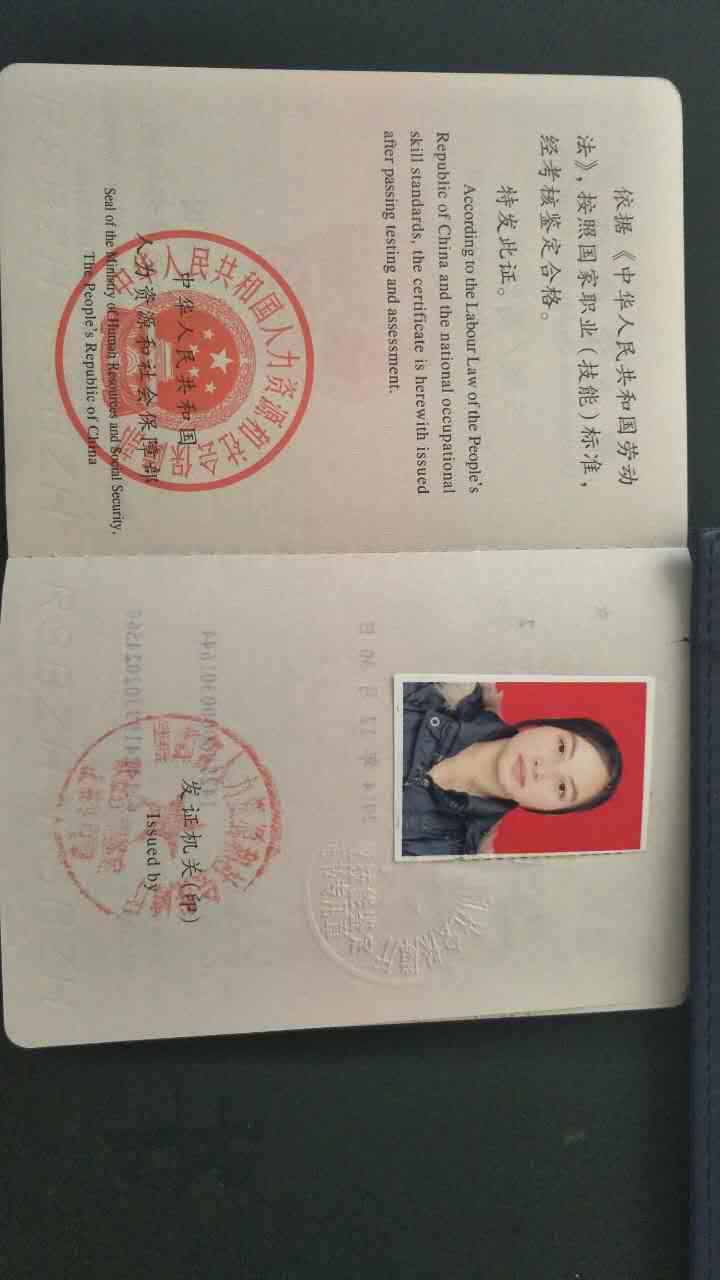 依据《中华人民共和国劳动
法》，按照国家职业（技能）标准，
经考核鉴定合格。
特发此证。
According to the Labour Law of the People's
Republic of China and the national occupational
skill standards, the certificate is herewith issued
after passing testing and assessment.
中华人民共和国人力资源和社会保障部
中华人民共和国
人力资源和社会保障部
Seal of the Ministry of Human Resources and Social Security,
The People's Republic of China
发证机关（印）
Issued by